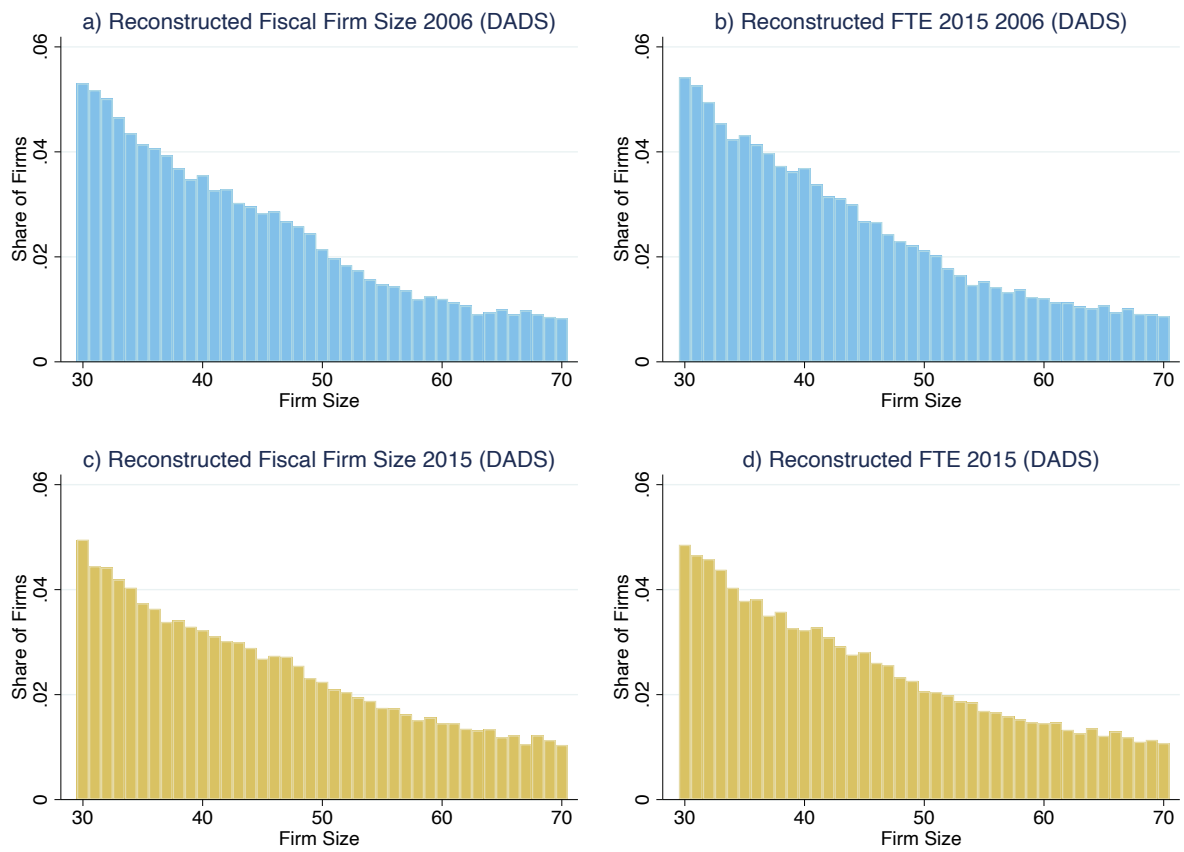 a) Reconstructed Fiscal Firm Size 2006 (DADS)
Share of Firms
0 .02 .04 .06
30 40 50 60 70
Firm Size
b) Reconstructed FTE 2015 2006 (DADS)
Share of Firms
0 .02 .04 .06
30 40 50 60 70
Firm Size
c) Reconstructed Fiscal Firm Size 2015 (DADS)
Share of Firms
0 .02 .04 .06
30 40 50 60 70
Firm Size
d) Reconstructed FTE 2015 (DADS)
Share of Firms
0 .02 .04 .06
30 40 50 60 70
Firm Size